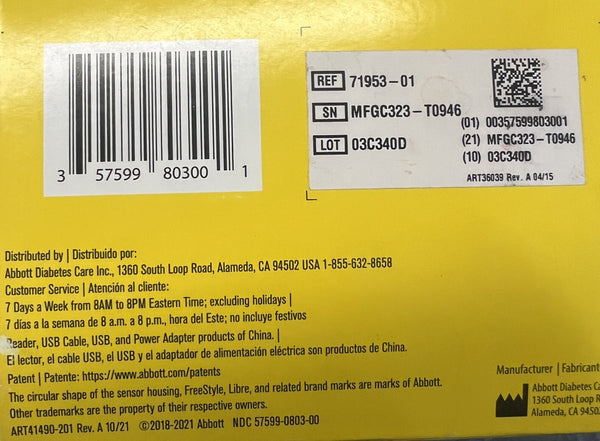 3 57599 80300 1
REF 71953-01
SN MFGC323-T0946
LOT 03C340D
(01) 00357599803001
(21) MFGC323-T0946
(10) 03C340D
ART36039 Rev. A 04/15
Distributed by | Distribuido por:
Abbott Diabetes Care Inc., 1360 South Loop Road, Alameda, CA 94502 USA 1-855-632-8658
Customer Service | Atención al cliente:
7 Days a Week from 8AM to 8PM Eastern Time; excluding holidays |
7 días a la semana de 8 a.m. a 8 p.m., hora del Este; no incluye festivos
Reader, USB Cable, USB, and Power Adapter products of China. |
El lector, el cable USB, el USB y el adaptador de alimentación eléctrica son productos de China.
Patent | Patente: https://www.abbott.com/patents
The circular shape of the sensor housing, FreeStyle, Libre, and related brand marks are marks of Abbott.
Other trademarks are the property of their respective owners.
ART41490-201 Rev. A 10/21 ©2018-2021 Abbott NDC 57599-0803-00
Manufacturer | Fabricant
Abbott Diabetes C
1360 South Loop R
Alameda, CA 9450